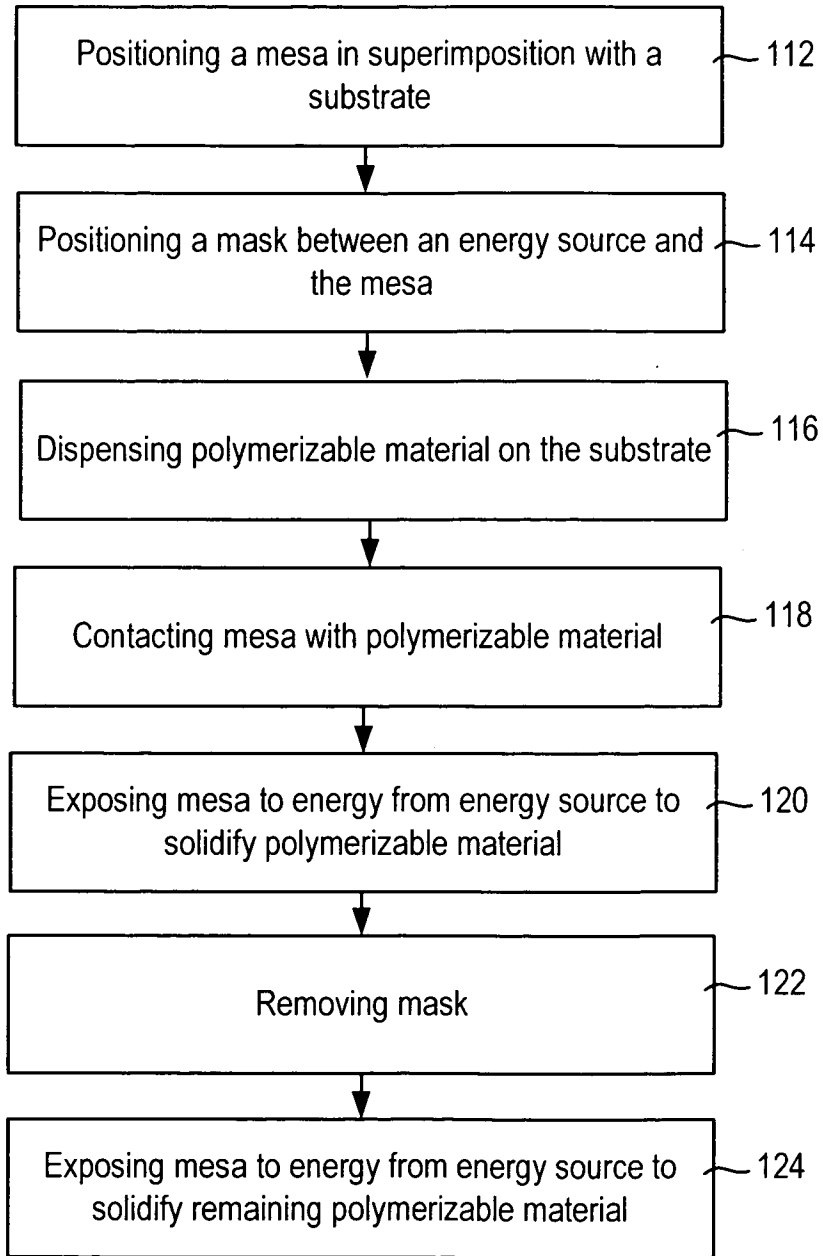 Positioning a mesa in superimposition with a
substrate
112
Positioning a mask between an energy source and
the mesa
114
Dispensing polymerizable material on the substrate
116
Contacting mesa with polymerizable material
118
Exposing mesa to energy from energy source to
solidify polymerizable material
120
Removing mask
122
Exposing mesa to energy from energy source to
solidify remaining polymerizable material
124